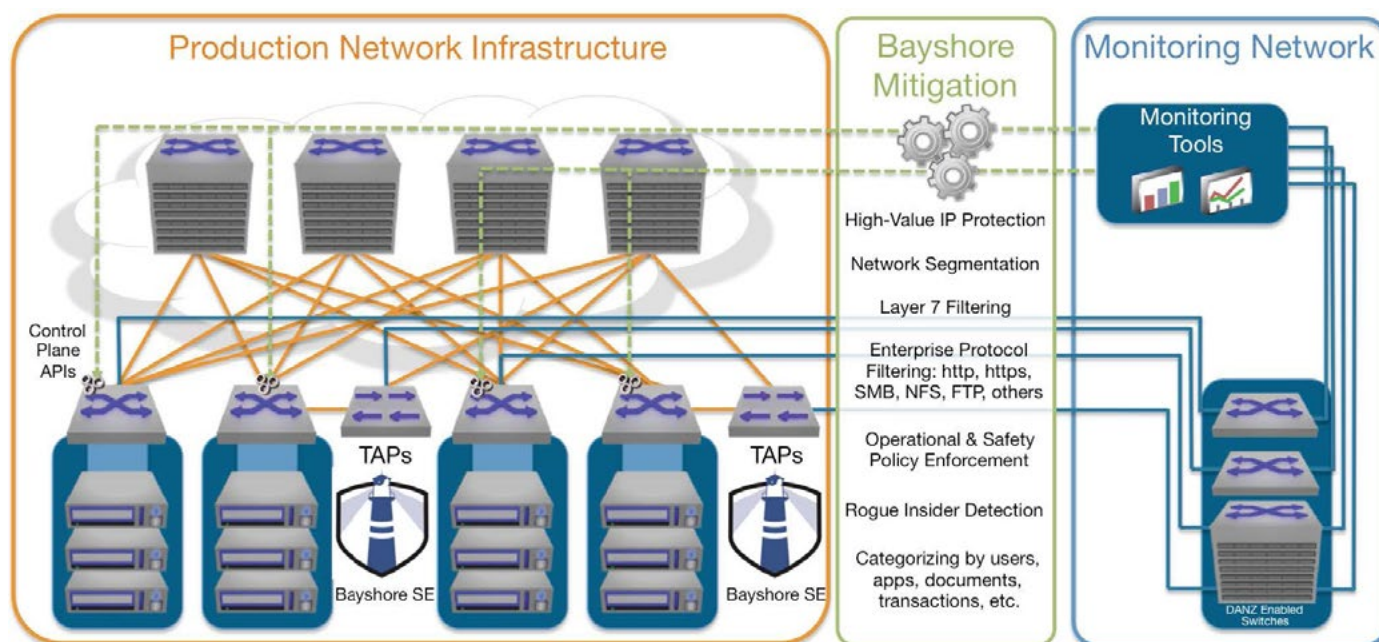 Production Network Infrastructure
Bayshore
Mitigation
Monitoring Network
Monitoring
Tools
High-Value IP Protection
Network Segmentation
Layer 7 Filtering
Control
Plane
APIs
Enterprise Protocol
Filtering: http, https,
SMB, NFS, FTP, others
TAPs
TAPs
Operational & Safety
Policy Enforcement
Rogue Insider Detection
Bayshore SE
Bayshore SE
Categorizing by users,
apps, documents,
transactions, etc.
DANZ Enabled
Switches